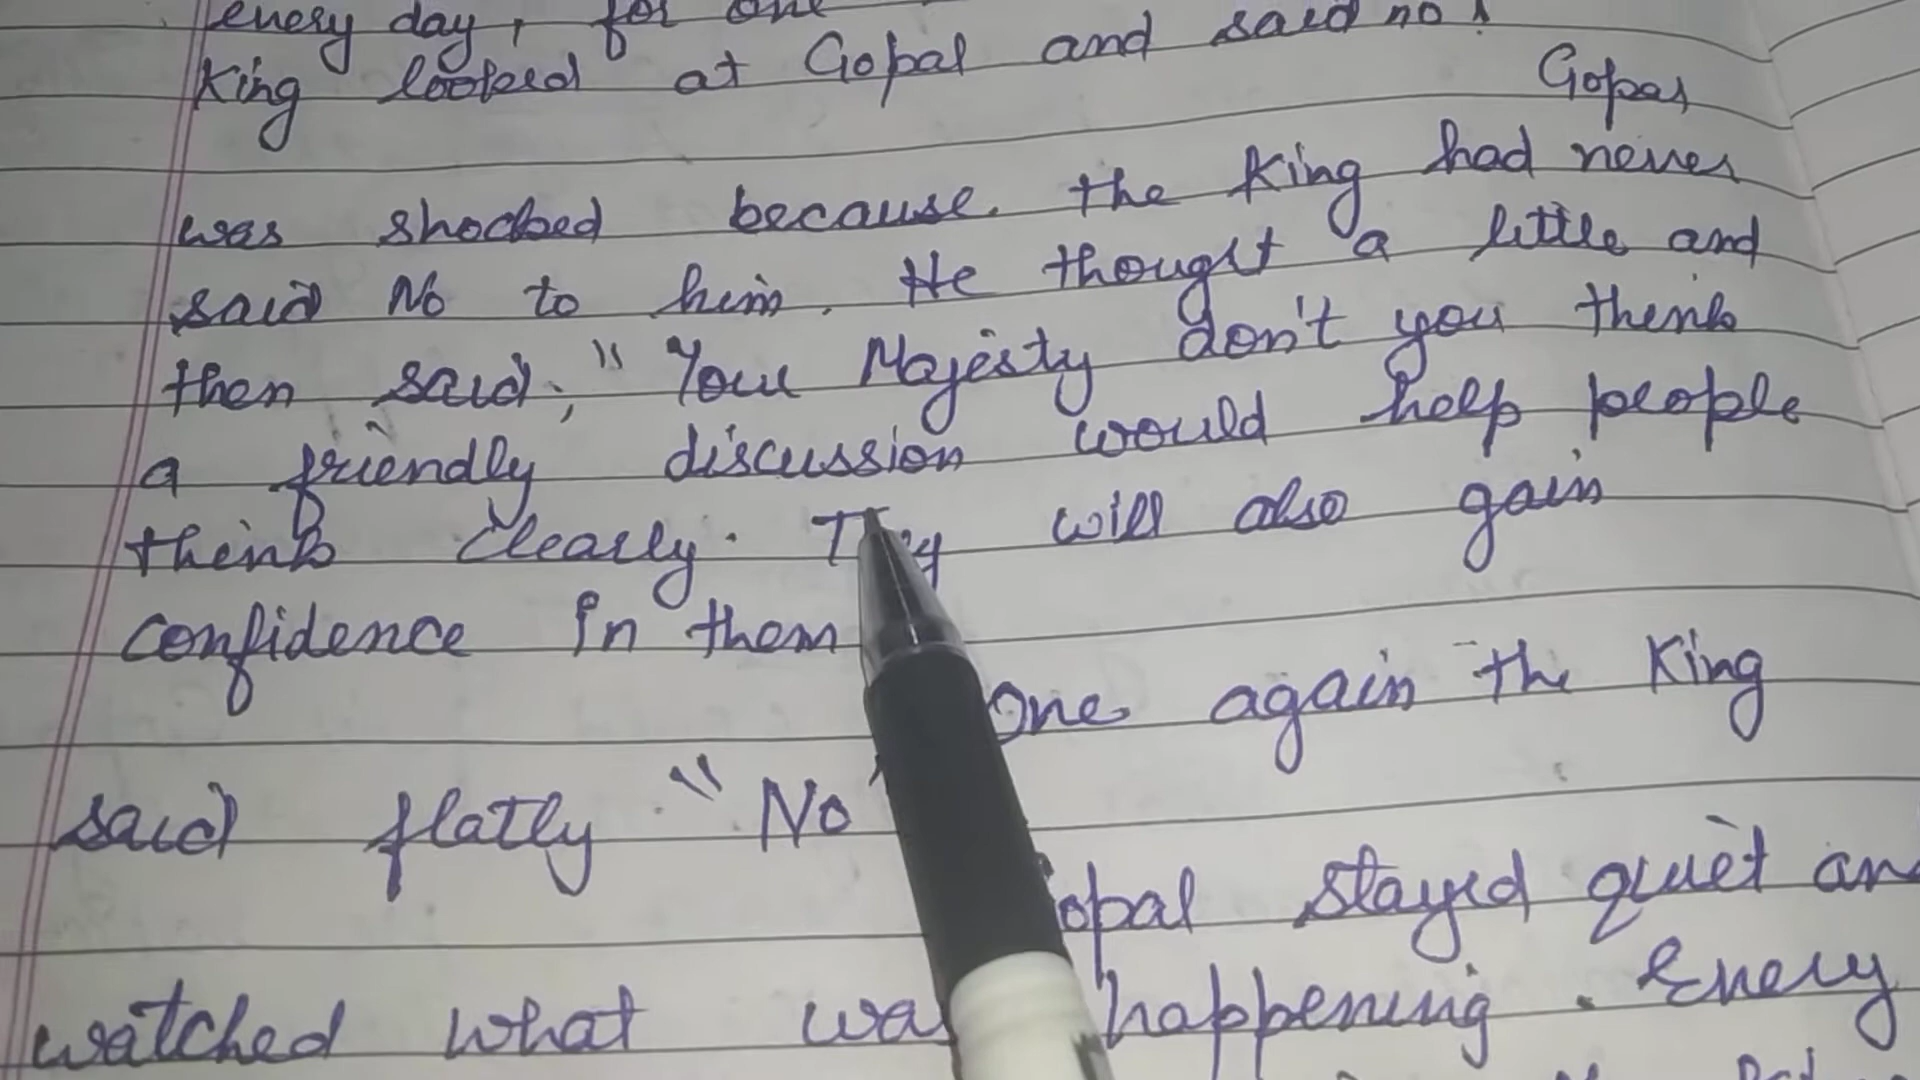 every day, for one
King looked at Gopal and said no!
Gopal
was shocked because. the King had never
said No to him. He thought a little and
then said, "Your Majesty don't you think
a friendly discussion would help people
think clearly. They will also gain
confidence in them
One again the King
said flatly "No"
Gopal stayed quiet and
watched what was happening. Every